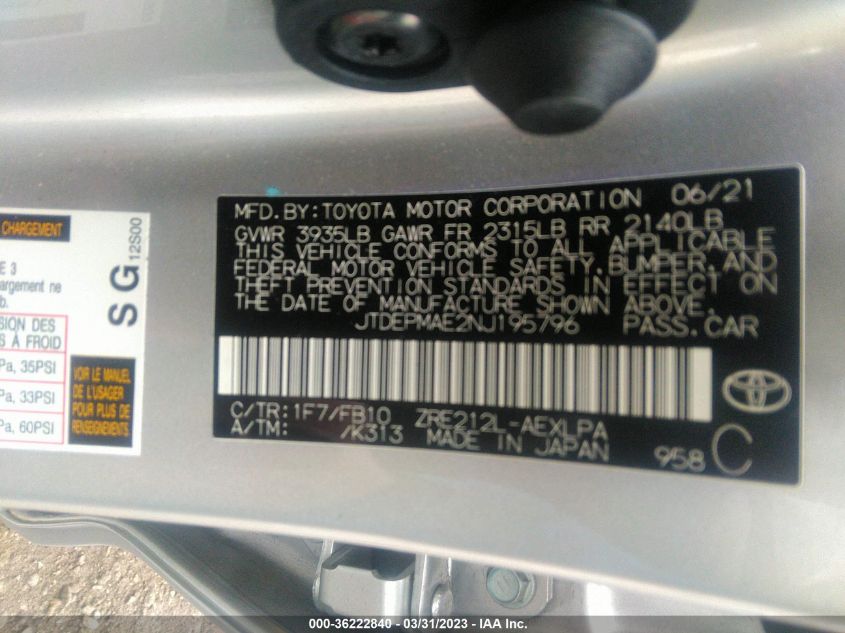 MFD.BY:TOYOTA MOTOR CORPORATION 06/21
GVWR 3935LB GAWR FR 2315LB RR 2140LB
THIS VEHICLE CONFORMS TO ALL APPLICABLE
FEDERAL MOTOR VEHICLE SAFETY, BUMPER, AND
THEFT PREVENTION STANDARDS IN EFFECT ON
THE DATE OF MANUFACTURE SHOWN ABOVE.
JTDEPMAE2NJ195796 PASS.CAR
C/TR:1F7/FB10 ZRE212L-AEXLPA
A/TM: /K313 MADE IN JAPAN 958 C
CHARGEMENT
E 3
argement ne
b.
SION DES
S À FROID
Pa, 35PSI
Pa, 33PSI
Pa, 60PSI
VOIR LE MANUEL
DE L'USAGER
POUR PLUS DE
RENSEIGNEMENTS
SG 12S00
000-36222840 - 03/31/2023 - IAA Inc.